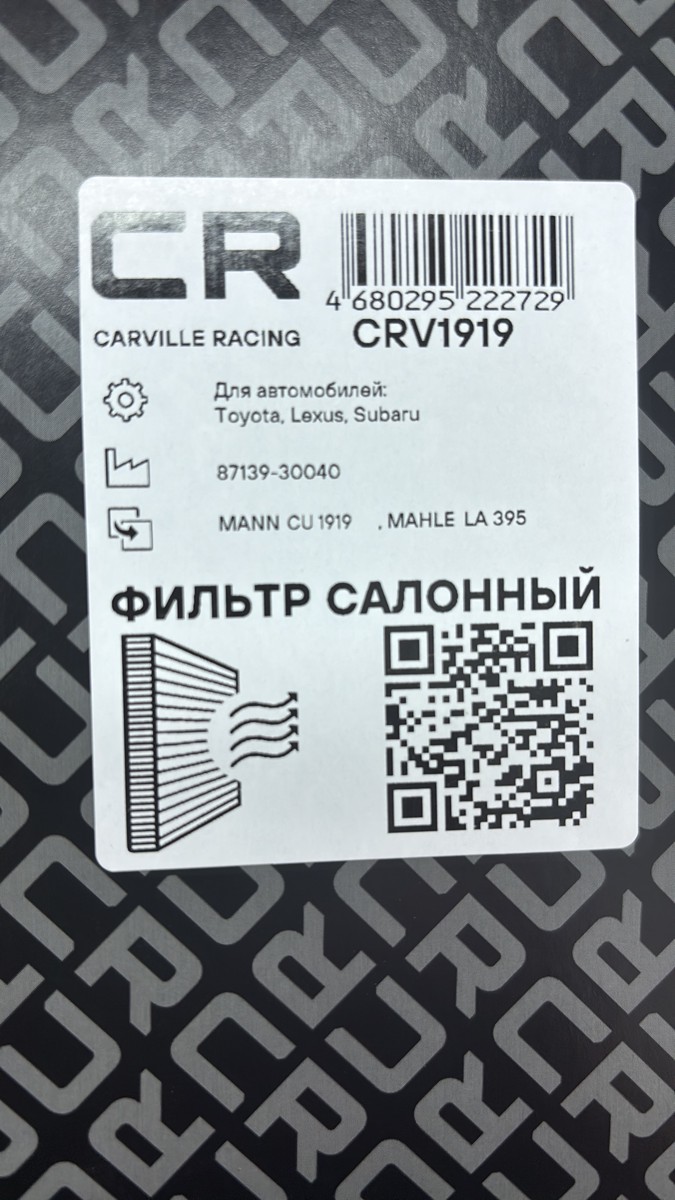 CR
4 680295 222729
CARVILLE RACING
CRV1919
Для автомобилей:
Toyota, Lexus, Subaru
87139-30040
MANN CU 1919 , MAHLE LA 395
ФИЛЬТР САЛОННЫЙ